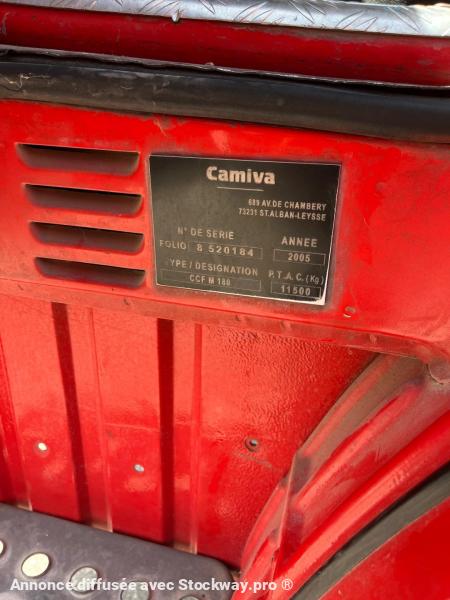 Camiva
689 AV.DE CHAMBERY
73231 ST.ALBAN-LEYSSE
N° DE SERIE
FOLIO 8 520184
ANNEE
2005
TYPE / DESIGNATION
CCF M 180
P.T.A.C.(Kg)
11500
Annonce diffusée avec Stockway.pro ®